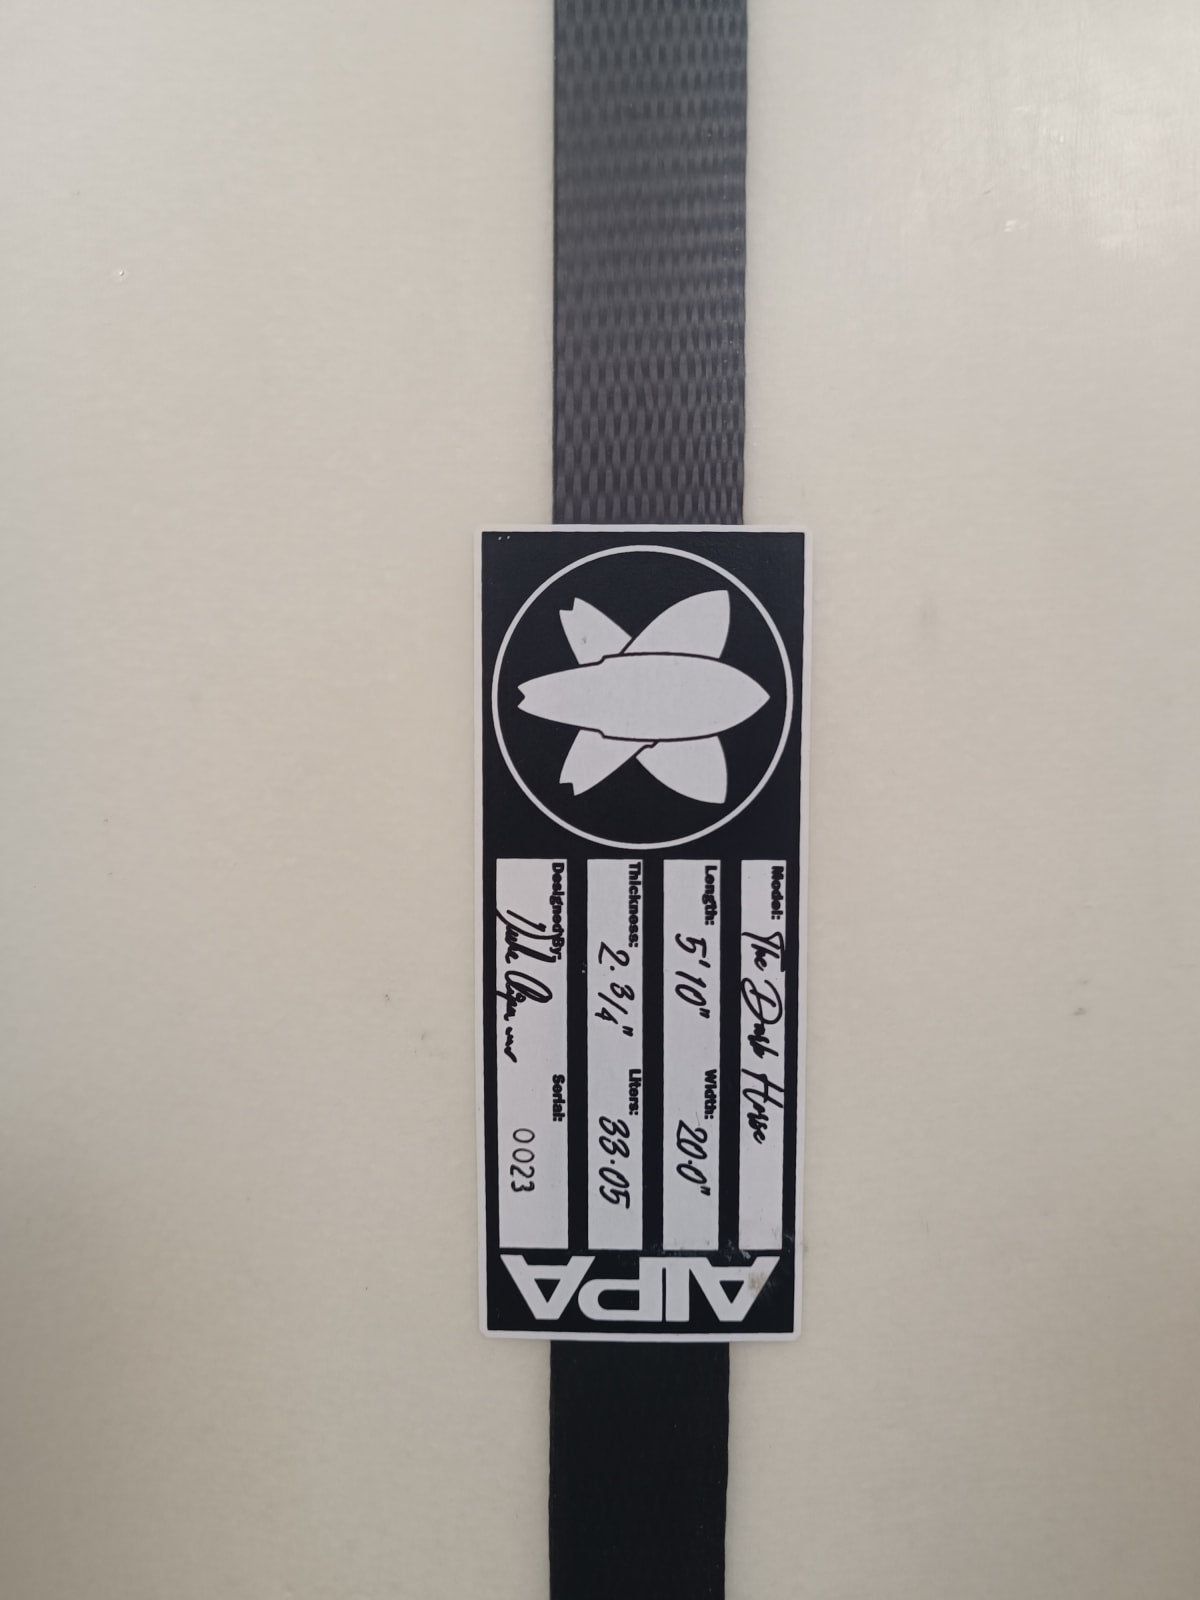 Model: The Dark Horse
Length: 5'10" Width: 20.0"
Thickness: 2.3/4" Liters: 33.05
Designed By: Serial: 0023
AIPA